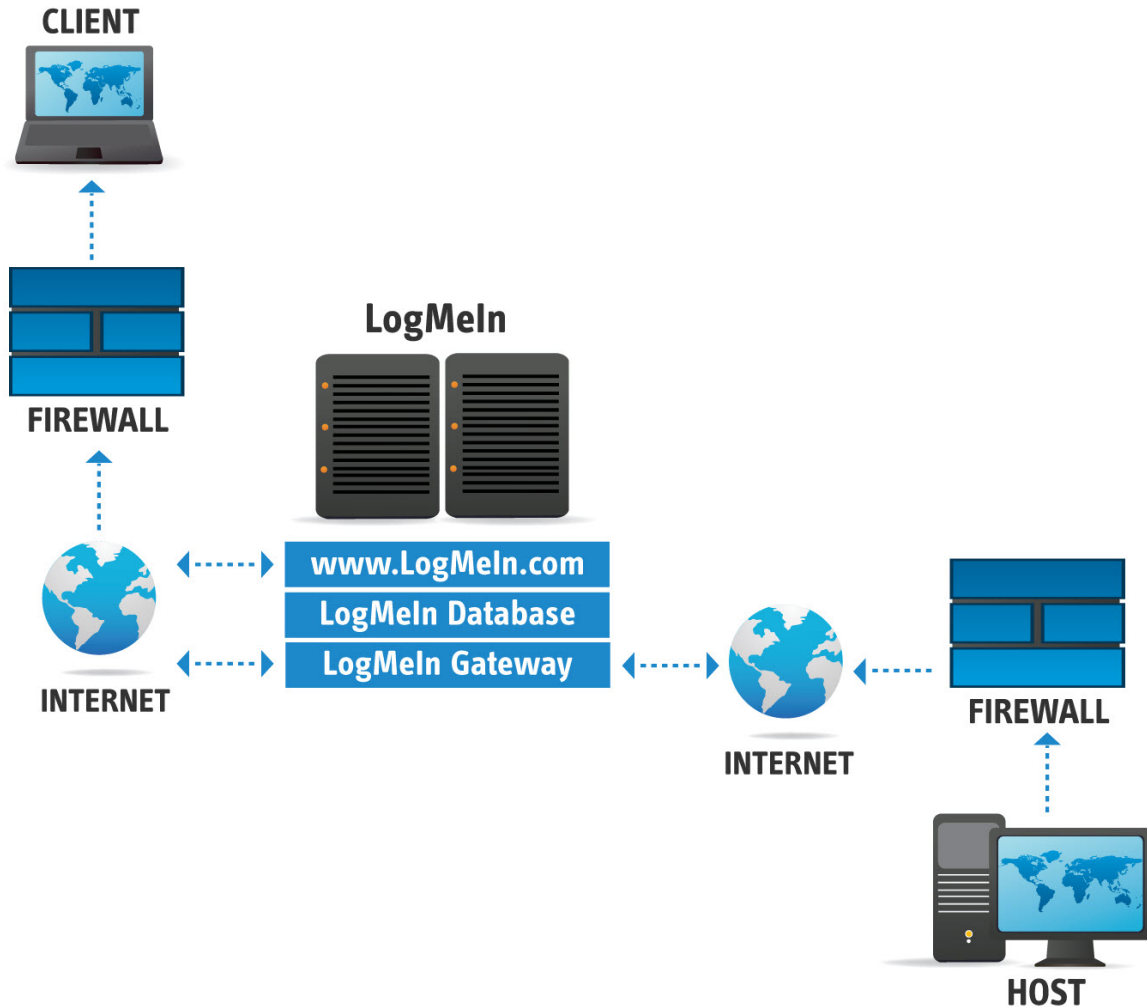 CLIENT
FIREWALL
LogMeIn
www.LogMeIn.com
LogMeIn Database
LogMeIn Gateway
INTERNET
INTERNET
FIREWALL
HOST